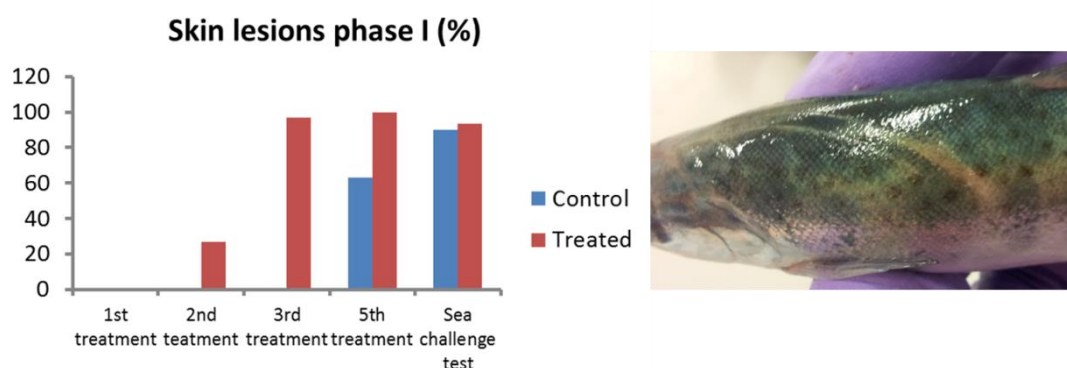 Skin lesions phase I (%)
120
100
80
60
40
20
0
1st
treatment
2nd
teatment
3rd
treatment
5th
treatment
Sea
challenge
test
Control
Treated